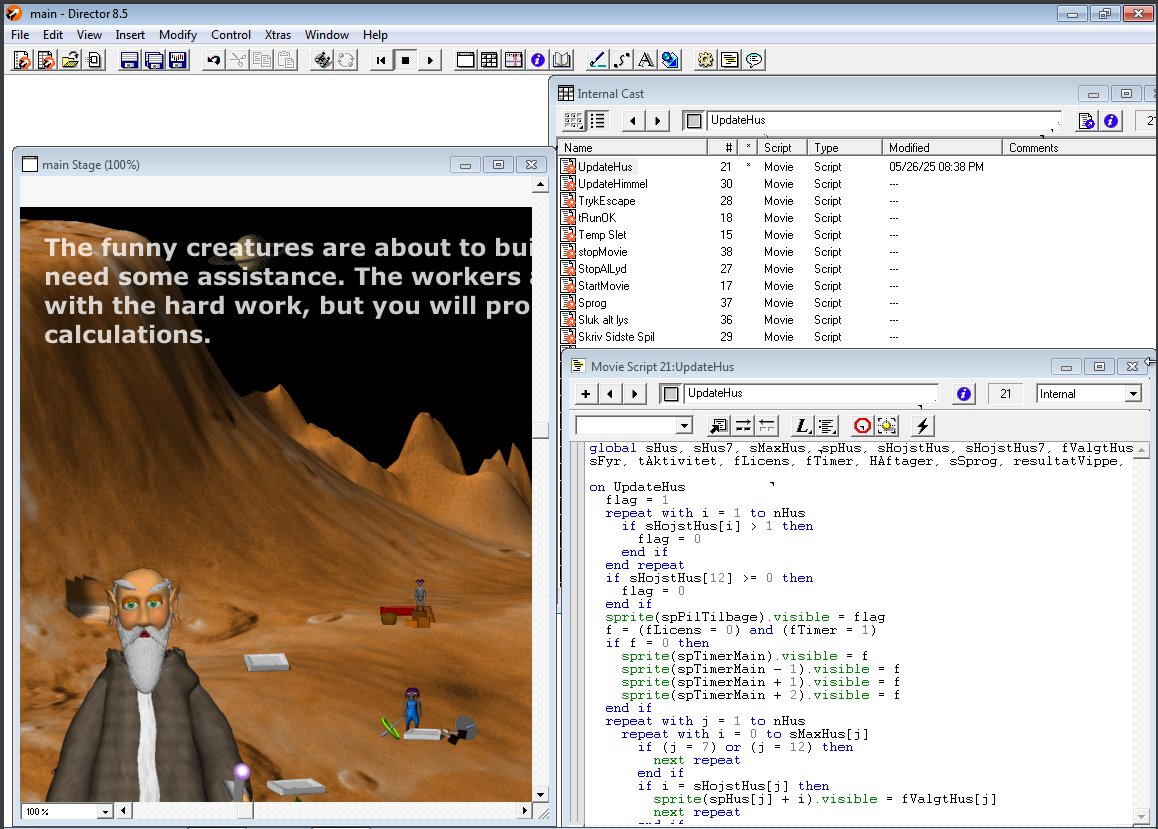 main - Director 8.5
File Edit View Insert Modify Control Xtras Window Help
Internal Cast
UpdateHus
21
Name # * Script Type Modified Comments
UpdateHus 21 * Movie Script 05/26/25 08:38 PM
UpdateHimmel 30 Movie Script ---
TrykEscape 28 Movie Script ---
tRunOK 18 Movie Script ---
Temp Slet 15 Movie Script ---
stopMovie 38 Movie Script ---
StopAlLyd 27 Movie Script ---
StartMovie 17 Movie Script ---
Sprog 37 Movie Script ---
Sluk alt lys 36 Movie Script ---
Skriv Sidste Spil 29 Movie Script ---
main Stage (100%)
The funny creatures are about to bui
need some assistance. The workers a
with the hard work, but you will pro
calculations.
100 %
Movie Script 21:UpdateHus
UpdateHus
21
Internal
global sHus, sHus7, sMaxHus, spHus, sHojstHus, sHojstHus7, fValgtHus
sFyr, tAktivitet, fLicens, fTimer, HAftager, sSprog, resultatVippe,
on UpdateHus
flag = 1
repeat with i = 1 to nHus
if sHojstHus[i] > 1 then
flag = 0
end if
end repeat
if sHojstHus[12] >= 0 then
flag = 0
end if
sprite(spPilTilbage).visible = flag
f = (fLicens = 0) and (fTimer = 1)
if f = 0 then
sprite(spTimerMain).visible = f
sprite(spTimerMain - 1).visible = f
sprite(spTimerMain + 1).visible = f
sprite(spTimerMain + 2).visible = f
end if
repeat with j = 1 to nHus
repeat with i = 0 to sMaxHus[j]
if (j = 7) or (j = 12) then
next repeat
end if
if i = sHojstHus[j] then
sprite(spHus[j] + i).visible = fValgtHus[j]
next repeat